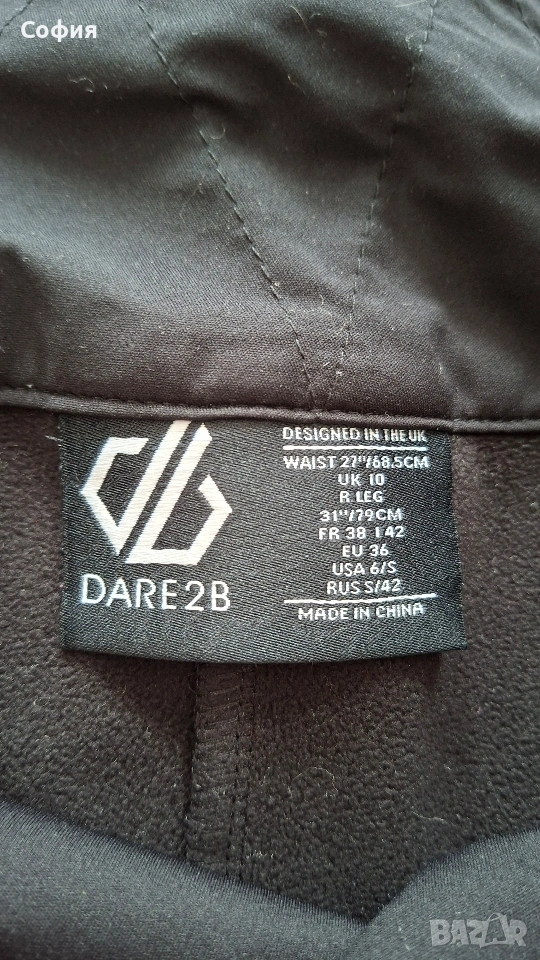 София
DARE2B
DESIGNED IN THE UK
WAIST 27"/68.5CM
UK 10
R LEG
31"/79CM
FR 38 I 42
EU 36
USA 6/S
RUS S/42
MADE IN CHINA
BAZAR